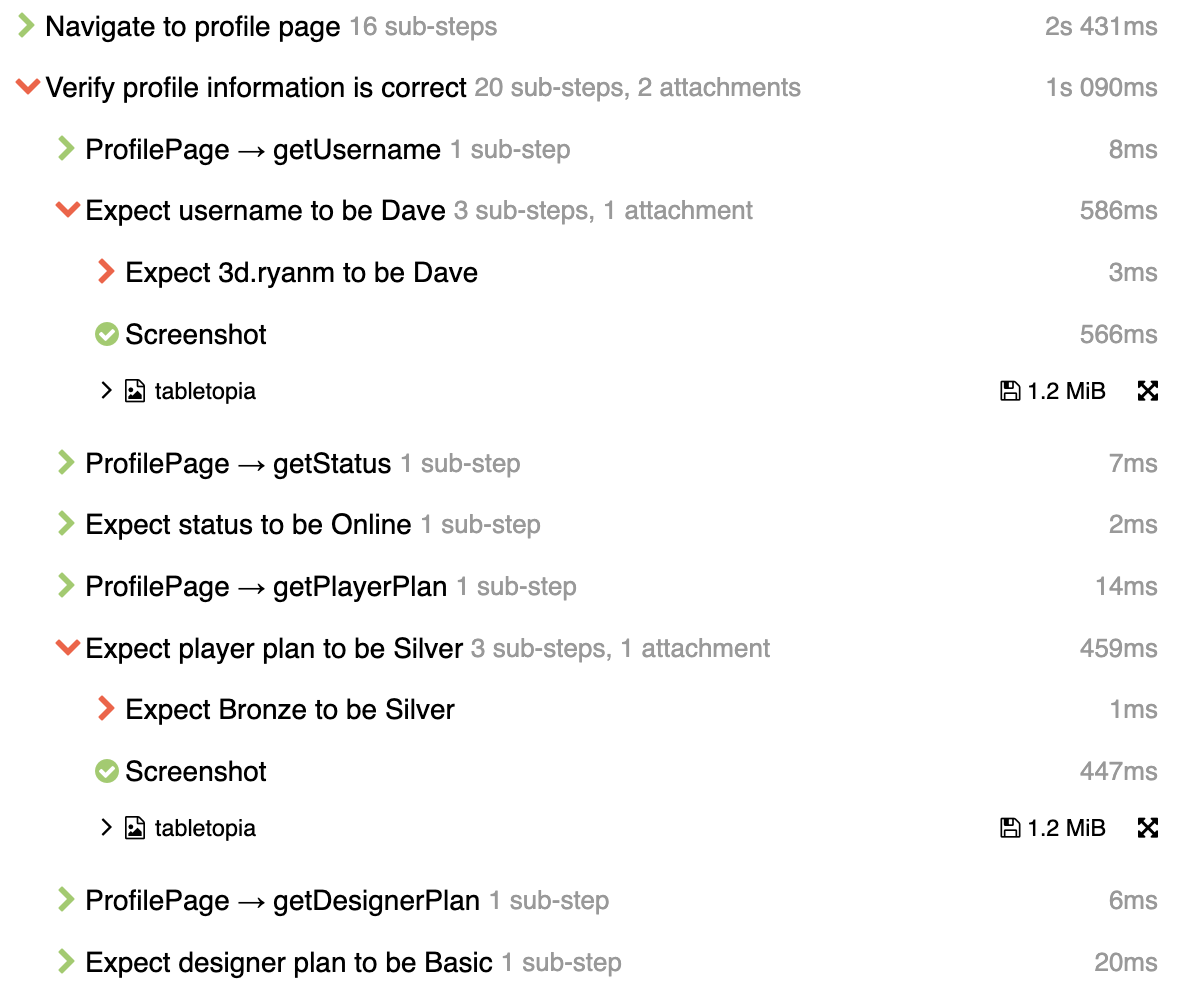 Navigate to profile page 16 sub-steps 2s 431ms
Verify profile information is correct 20 sub-steps, 2 attachments 1s 090ms
ProfilePage → getUsername 1 sub-step 8ms
Expect username to be Dave 3 sub-steps, 1 attachment 586ms
Expect 3d.ryanm to be Dave 3ms
Screenshot 566ms
tabletopia 1.2 MiB
ProfilePage → getStatus 1 sub-step 7ms
Expect status to be Online 1 sub-step 2ms
ProfilePage → getPlayerPlan 1 sub-step 14ms
Expect player plan to be Silver 3 sub-steps, 1 attachment 459ms
Expect Bronze to be Silver 1ms
Screenshot 447ms
tabletopia 1.2 MiB
ProfilePage → getDesignerPlan 1 sub-step 6ms
Expect designer plan to be Basic 1 sub-step 20ms